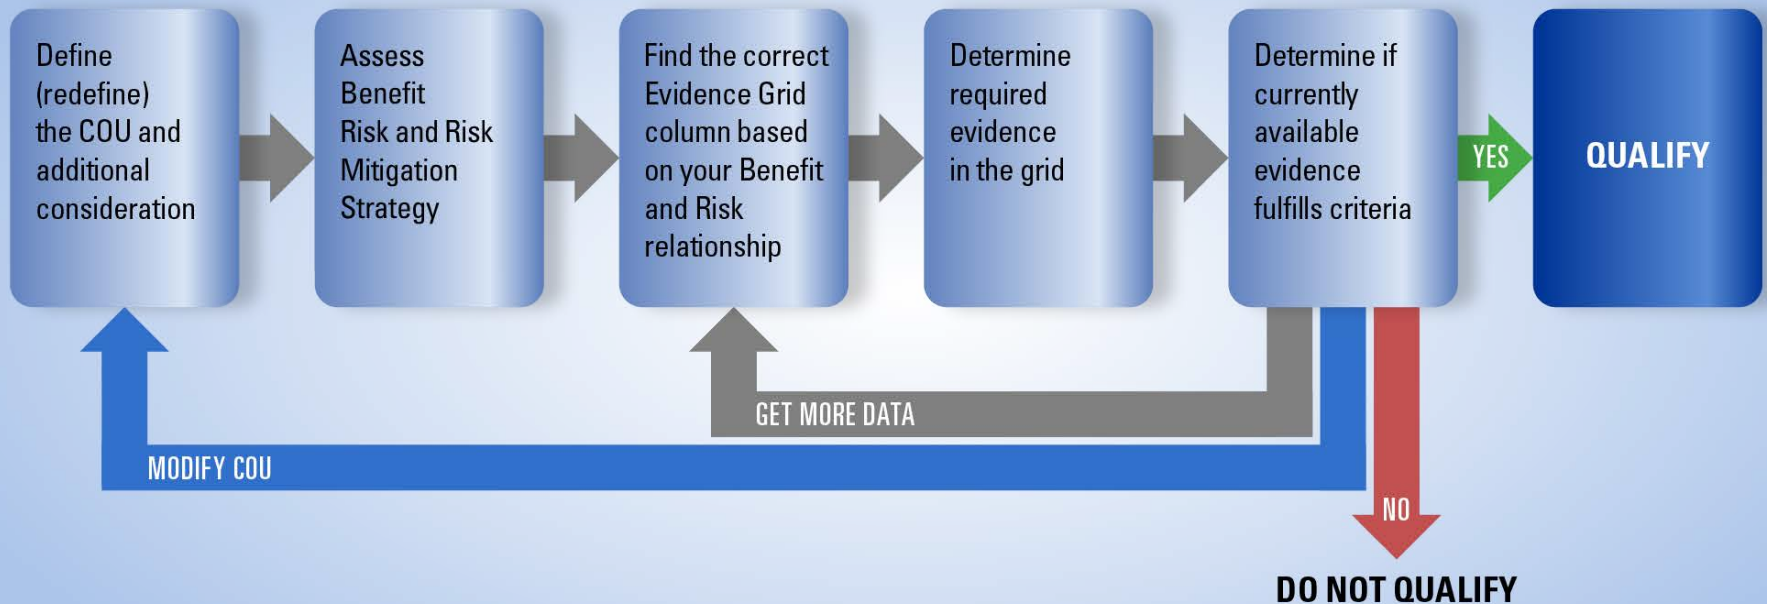 Define
(redefine)
the COU and
additional
consideration
Assess
Benefit
Risk and Risk
Mitigation
Strategy
Find the correct
Evidence Grid
column based
on your Benefit
and Risk
relationship
Determine
required
evidence
in the grid
Determine if
currently
available
evidence
fulfills criteria
YES
QUALIFY
GET MORE DATA
MODIFY COU
NO
DO NOT QUALIFY